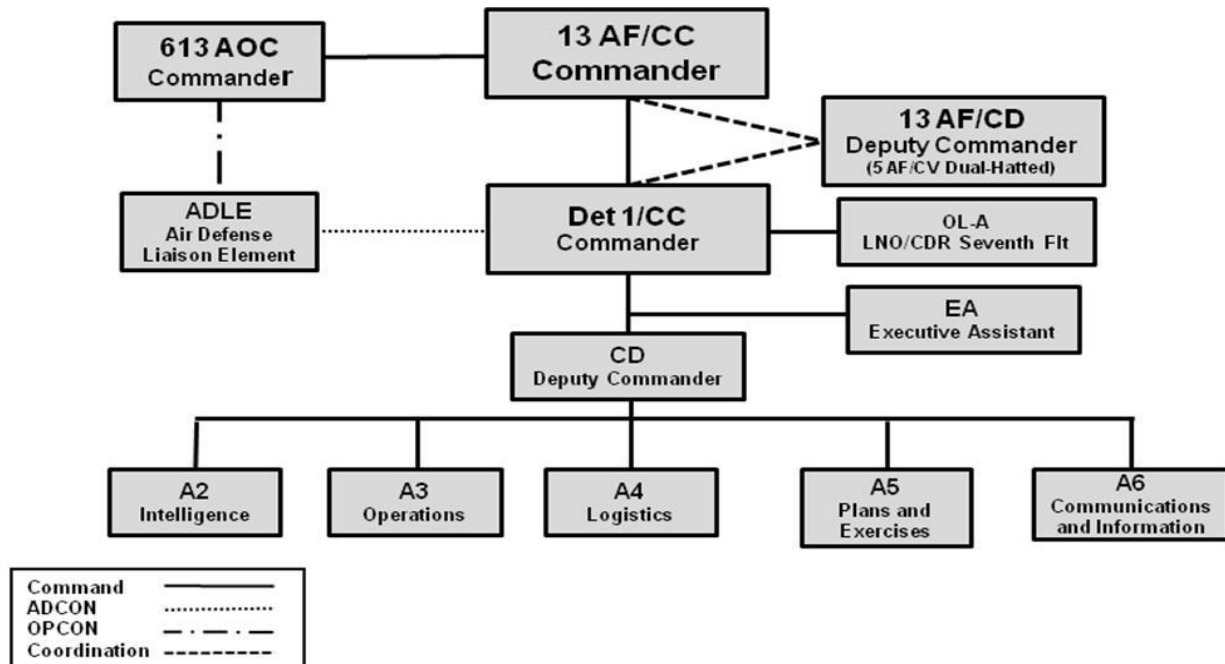 613 AOC
Commander
13 AF/CC
Commander
13 AF/CD
Deputy Commander
(5 AF/CV Dual-Hatted)
ADLE
Air Defense
Liaison Element
Det 1/CC
Commander
OL-A
LNO/CDR Seventh Flt
EA
Executive Assistant
CD
Deputy Commander
A2
Intelligence
A3
Operations
A4
Logistics
A5
Plans and
Exercises
A6
Communications
and Information
Command
ADCON
OPCON
Coordination